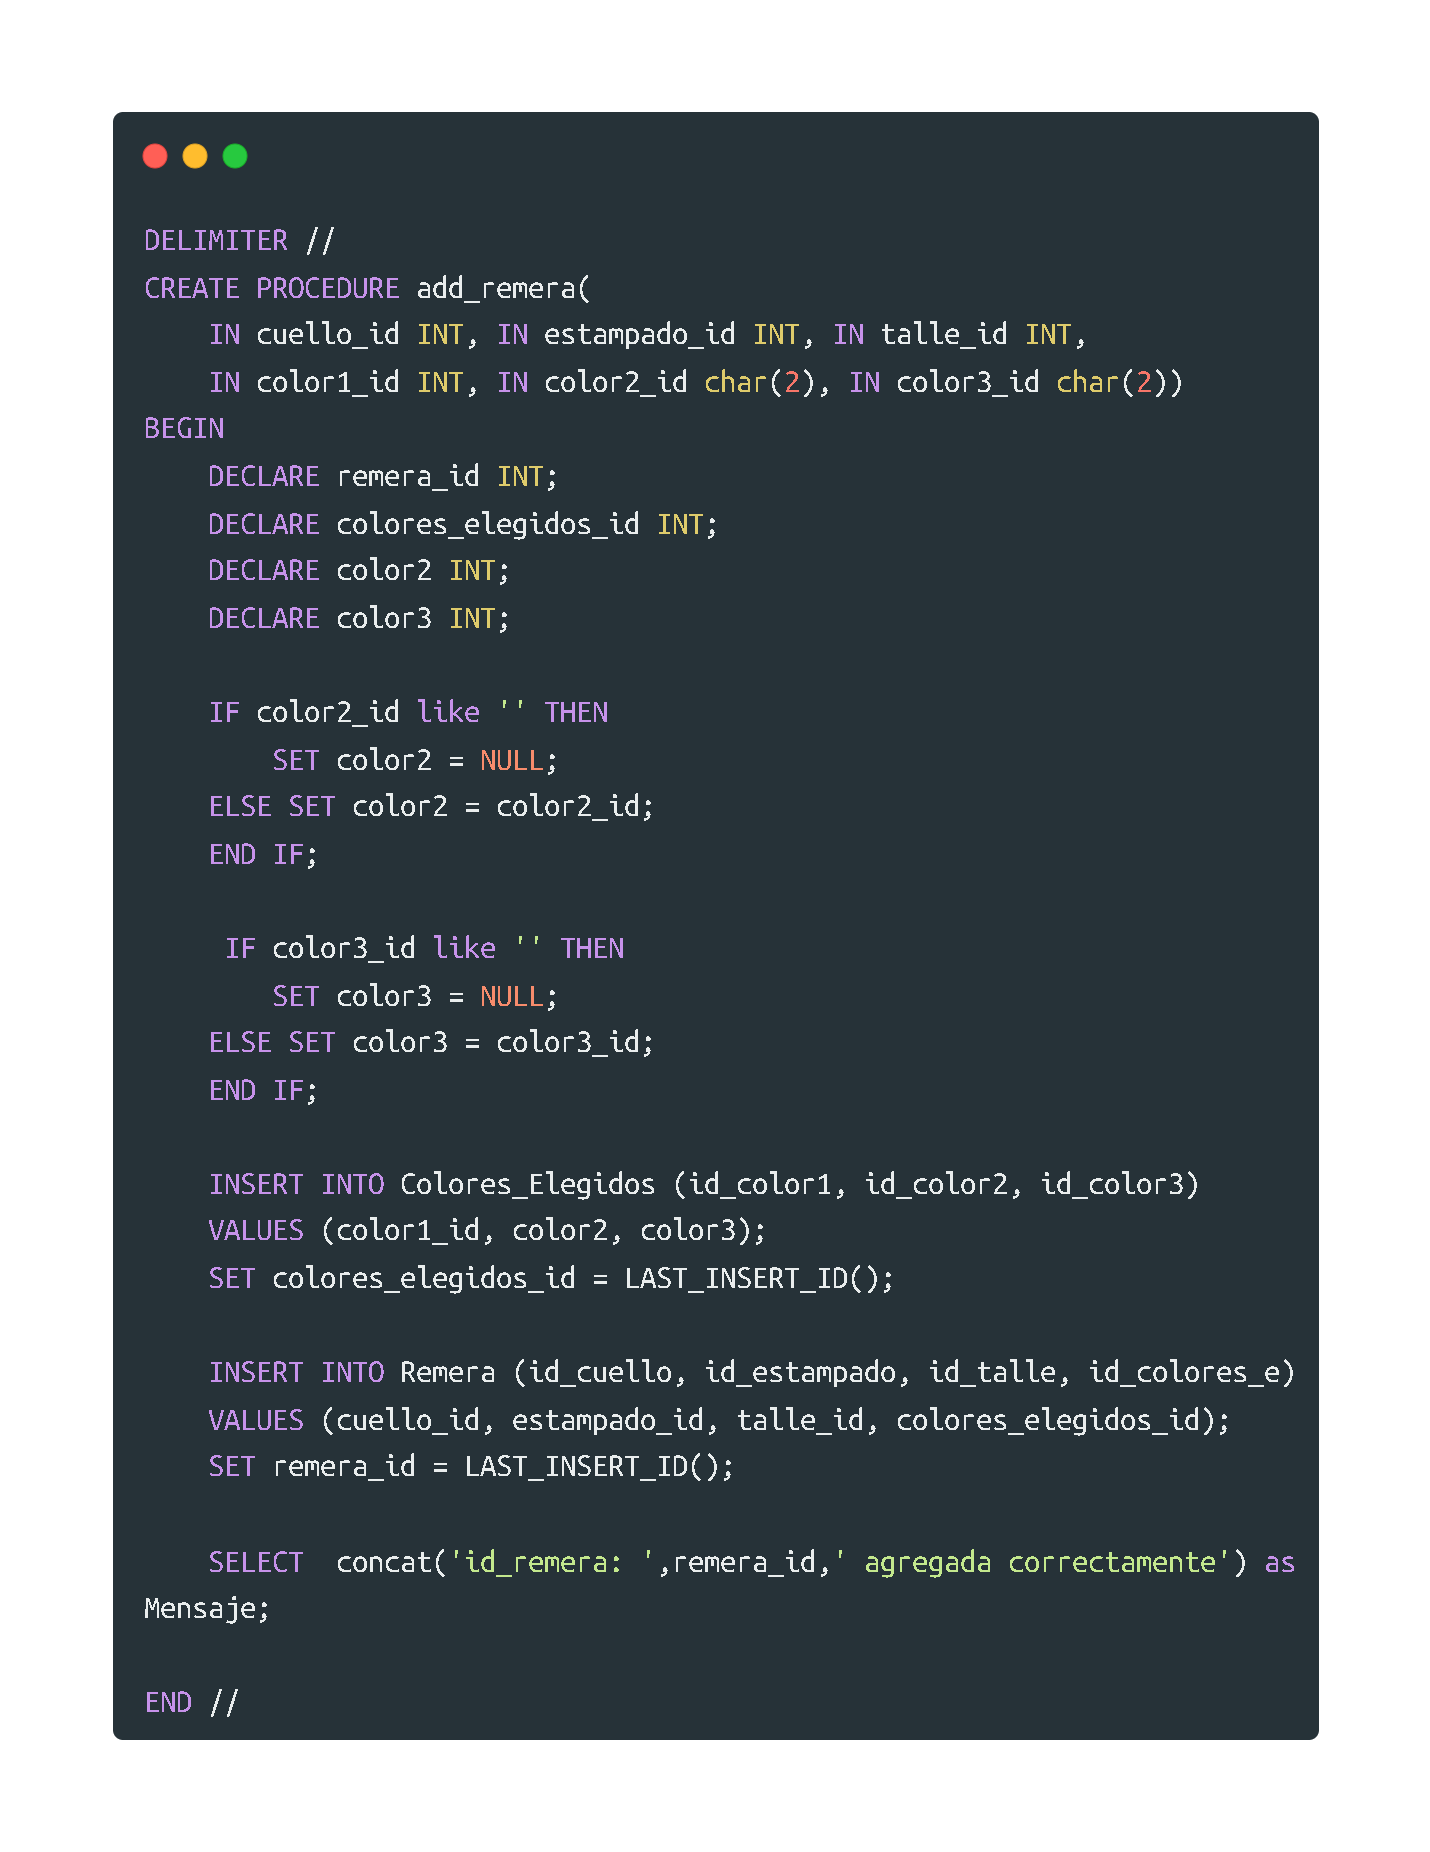 DELIMITER //
CREATE PROCEDURE add_remera(
    IN cuello_id INT, IN estampado_id INT, IN talle_id INT,
    IN color1_id INT, IN color2_id char(2), IN color3_id char(2))
BEGIN
    DECLARE remera_id INT;
    DECLARE colores_elegidos_id INT;
    DECLARE color2 INT;
    DECLARE color3 INT;

    IF color2_id like '' THEN
        SET color2 = NULL;
    ELSE SET color2 = color2_id;
    END IF;

     IF color3_id like '' THEN
        SET color3 = NULL;
    ELSE SET color3 = color3_id;
    END IF;

    INSERT INTO Colores_Elegidos (id_color1, id_color2, id_color3)
    VALUES (color1_id, color2, color3);
    SET colores_elegidos_id = LAST_INSERT_ID();

    INSERT INTO Remera (id_cuello, id_estampado, id_talle, id_colores_e)
    VALUES (cuello_id, estampado_id, talle_id, colores_elegidos_id);
    SET remera_id = LAST_INSERT_ID();

    SELECT  concat('id_remera: ',remera_id,' agregada correctamente') as
Mensaje;

END //